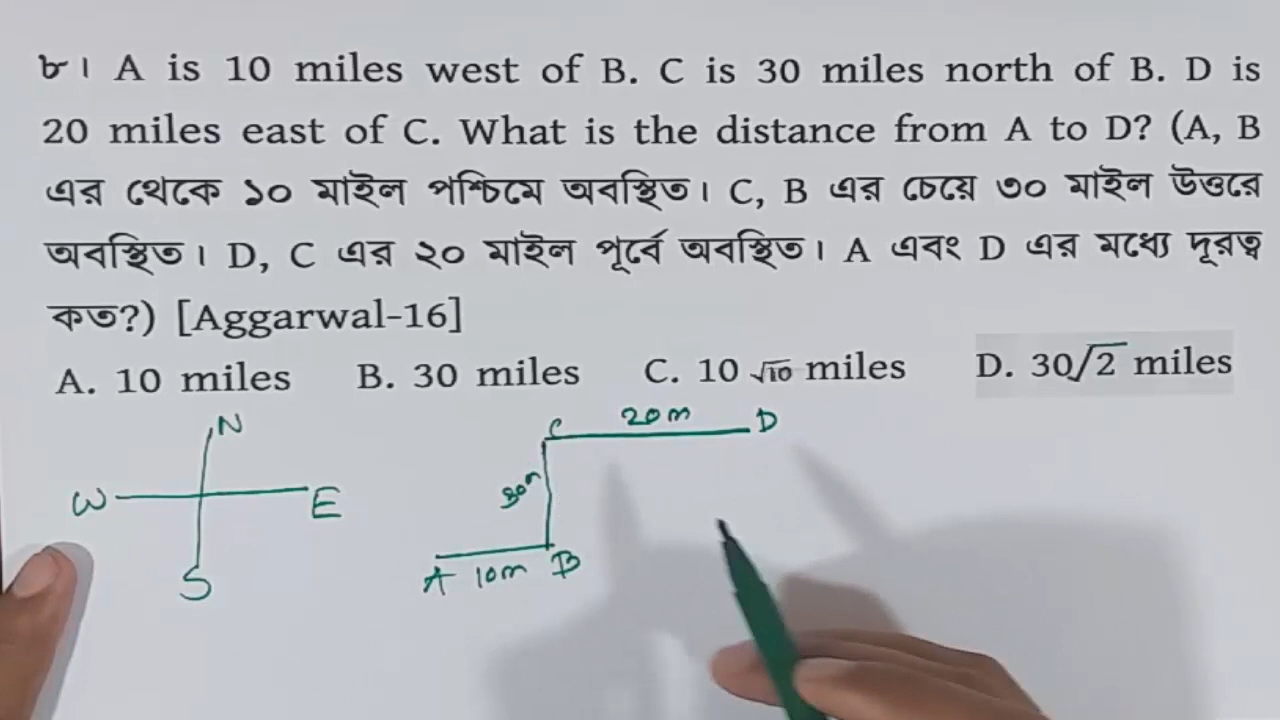 ৮। A is 10 miles west of B. C is 30 miles north of B. D is
20 miles east of C. What is the distance from A to D? (A, B
এর থেকে ১০ মাইল পশ্চিমে অবস্থিত। C, B এর চেয়ে ৩০ মাইল উত্তরে
অবস্থিত। D, C এর ২০ মাইল পূর্বে অবস্থিত। A এবং D এর মধ্যে দূরত্ব
কত?) [Aggarwal-16]
A. 10 miles B. 30 miles C. 10 √10 miles D. 30√2 miles
N
W E
S
C 20m D
30m
A 10m B